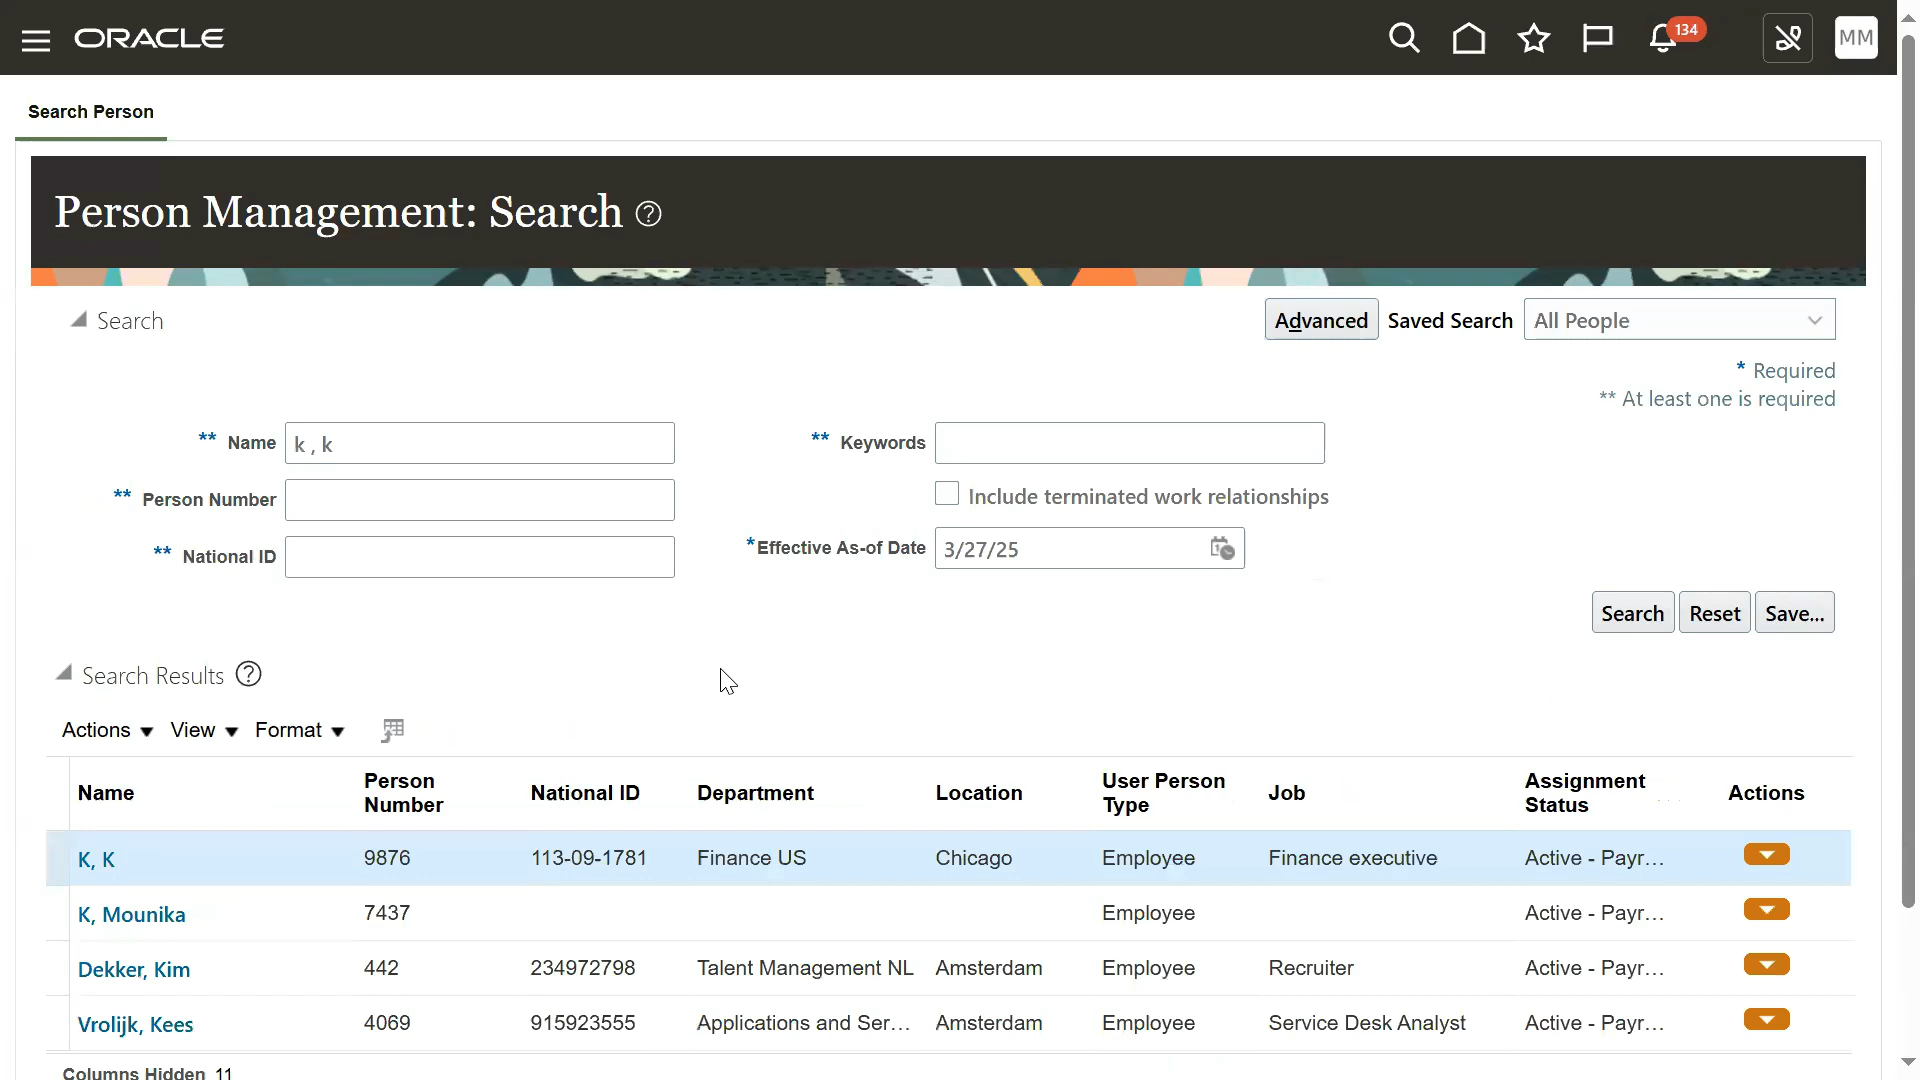 ORACLE
134
MM
Search Person
Person Management: Search
Search
Advanced Saved Search All People
* Required
** At least one is required
** Name k , k
** Keywords
** Person Number
Include terminated work relationships
** National ID
*Effective As-of Date 3/27/25
Search Reset Save...
Search Results
Actions View Format
Name Person Number National ID Department Location User Person Type Job Assignment Status Actions
K, K 9876 113-09-1781 Finance US Chicago Employee Finance executive Active - Payr...
K, Mounika 7437 Employee Active - Payr...
Dekker, Kim 442 234972798 Talent Management NL Amsterdam Employee Recruiter Active - Payr...
Vrolijk, Kees 4069 915923555 Applications and Ser... Amsterdam Employee Service Desk Analyst Active - Payr...
Columns Hidden 11